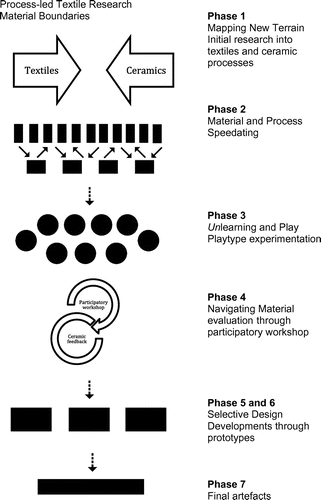 Process-led Textile Research
Material Boundaries
Textiles
Ceramics
Phase 1
Mapping New Terrain
Initial research into
textiles and ceramic
processes
Phase 2
Material and Process
Speedating
Phase 3
Unlearning and Play
Playtype experimentation
Participatory
workshop
Ceramic
feedback
Phase 4
Navigating Material
evaluation through
participatory workshop
Phase 5 and 6
Selective Design
Developments through
prototypes
Phase 7
Final artefacts